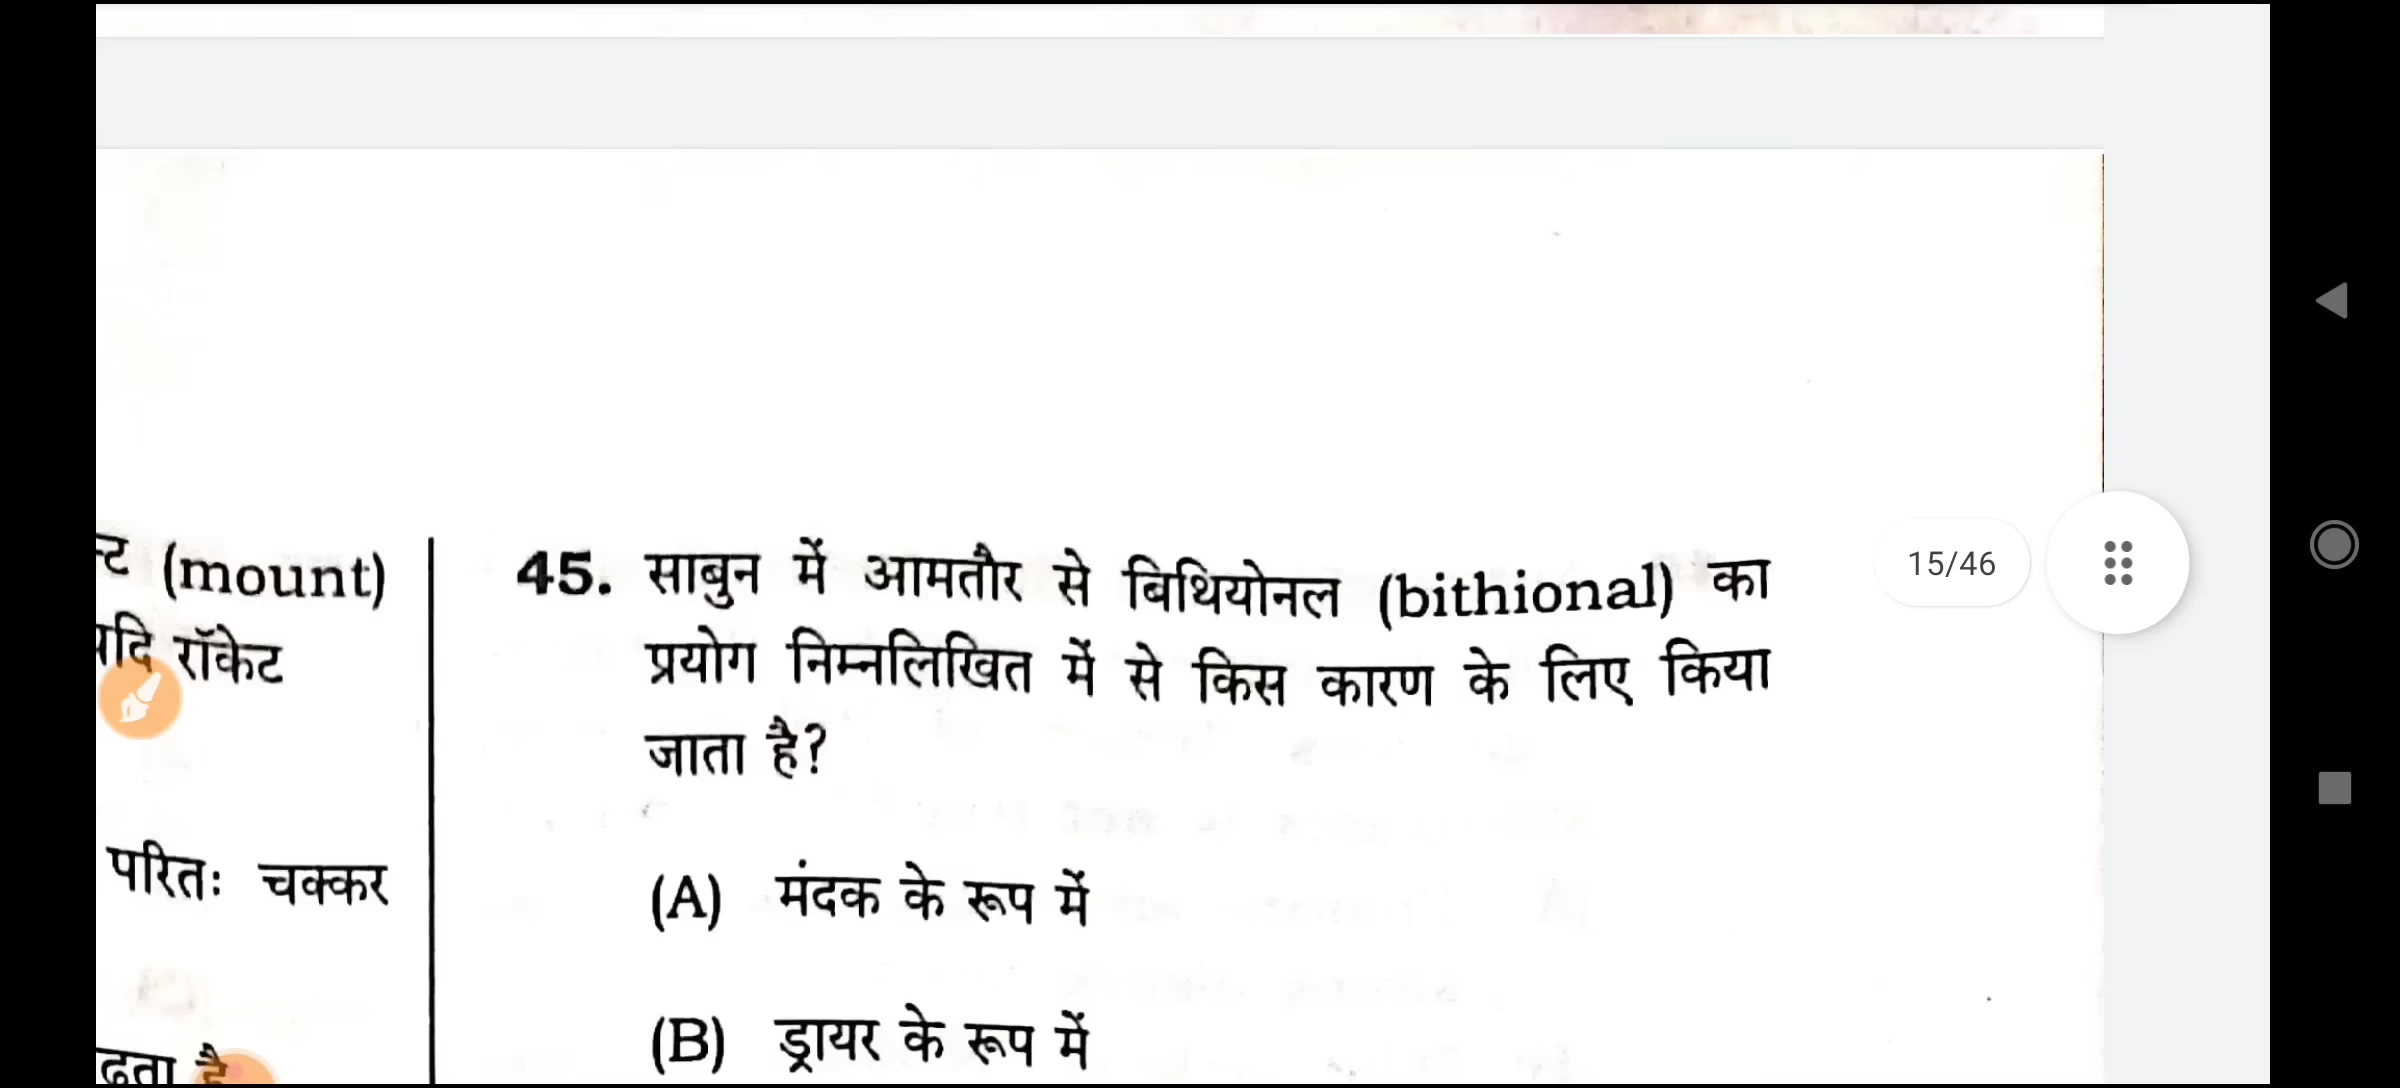 (mount)
रॉकेट
परितः चक्कर
45. साबुन में आमतौर से बिथियोनल (bithional) का
प्रयोग निम्नलिखित में से किस कारण के लिए किया
जाता है?
(A) मंदक के रूप में
(B) ड्रायर के रूप में
15/46